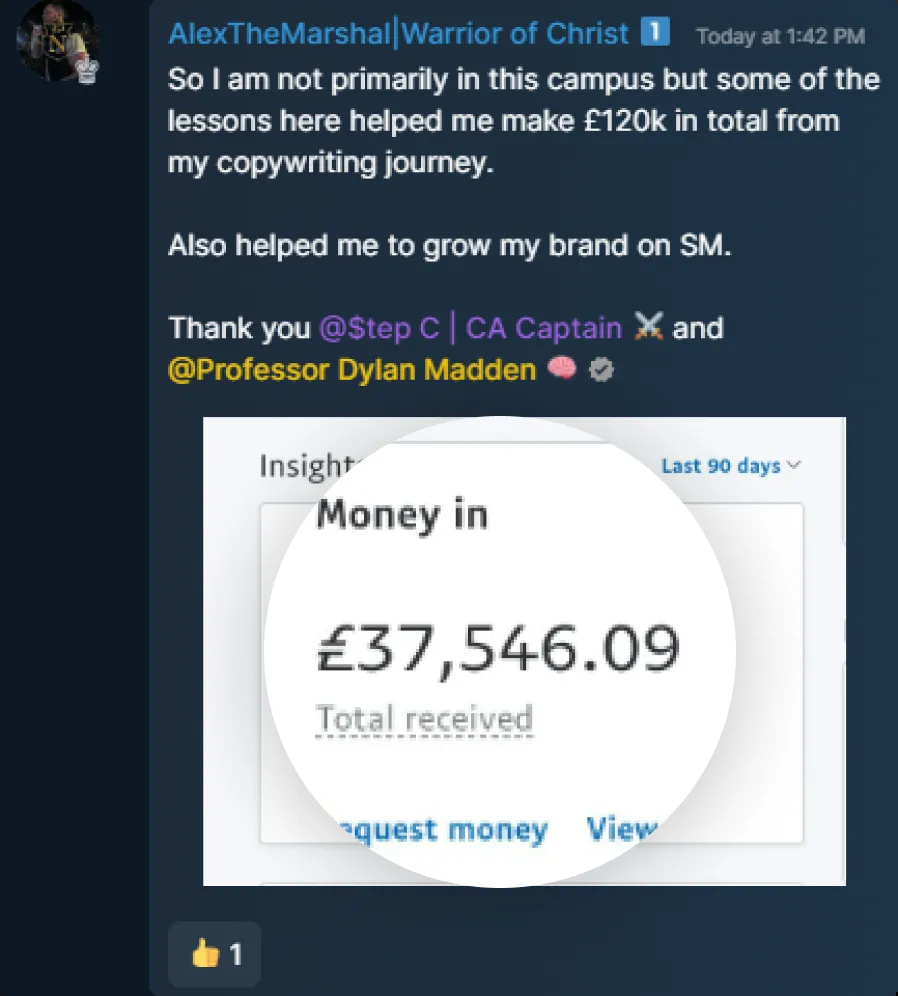 AlexTheMarshal|Warrior of Christ 1 Today at 1:42 PM
So I am not primarily in this campus but some of the
lessons here helped me make £120k in total from
my copywriting journey.
Also helped me to grow my brand on SM.
Thank you @$tep C | CA Captain ⚔️ and
@Professor Dylan Madden 🧠
Insight
Last 90 days
Money in
£37,546.09
Total received
equest money View
👍 1